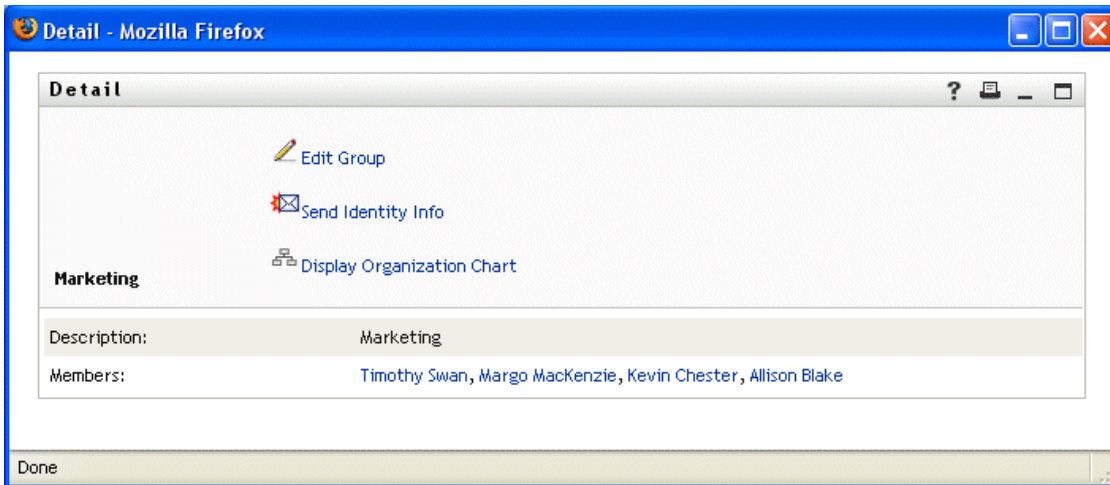 Detail - Mozilla Firefox
Detail
?
Edit Group
Send Identity Info
Display Organization Chart
Marketing
Description: Marketing
Members: Timothy Swan, Margo MacKenzie, Kevin Chester, Allison Blake
Done